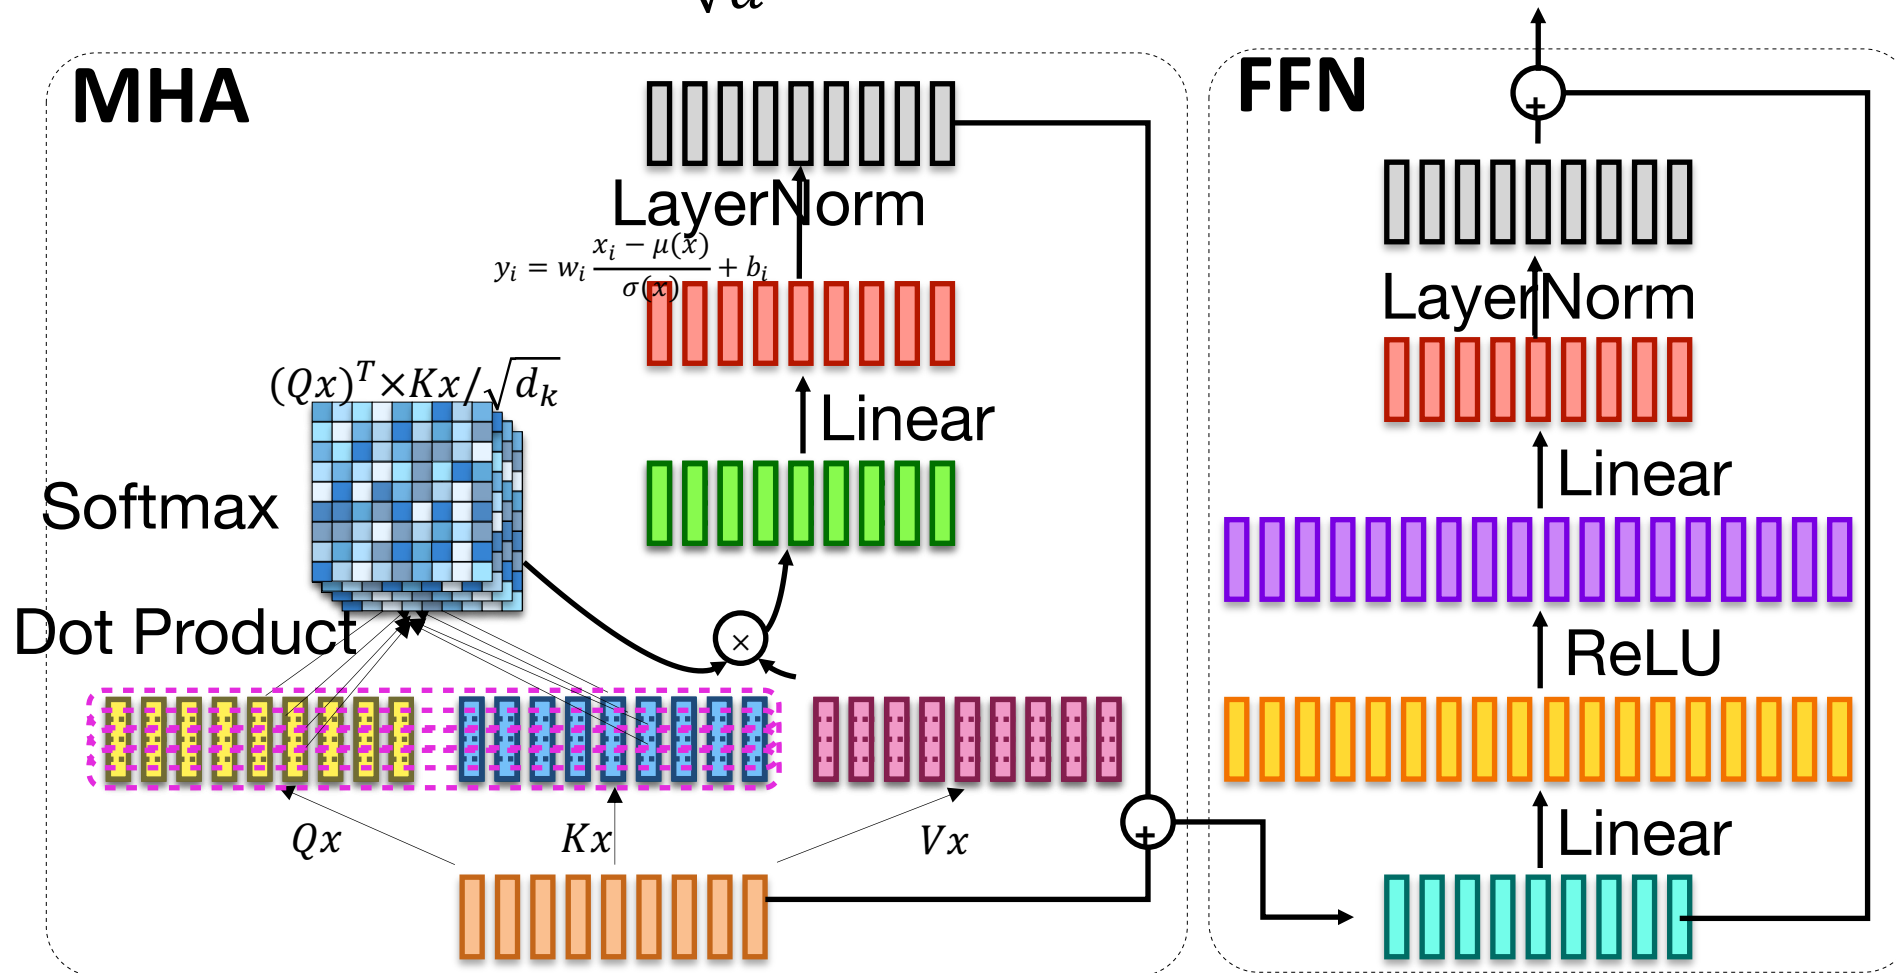 √d
MHA
LayerNorm
y_i = w_i (x_i − μ(x)) / σ(x) + b_i
(Qx)^T×Kx/√d_k
Linear
Softmax
Dot Product
×
Qx
Kx
Vx
+
FFN
+
LayerNorm
Linear
ReLU
Linear